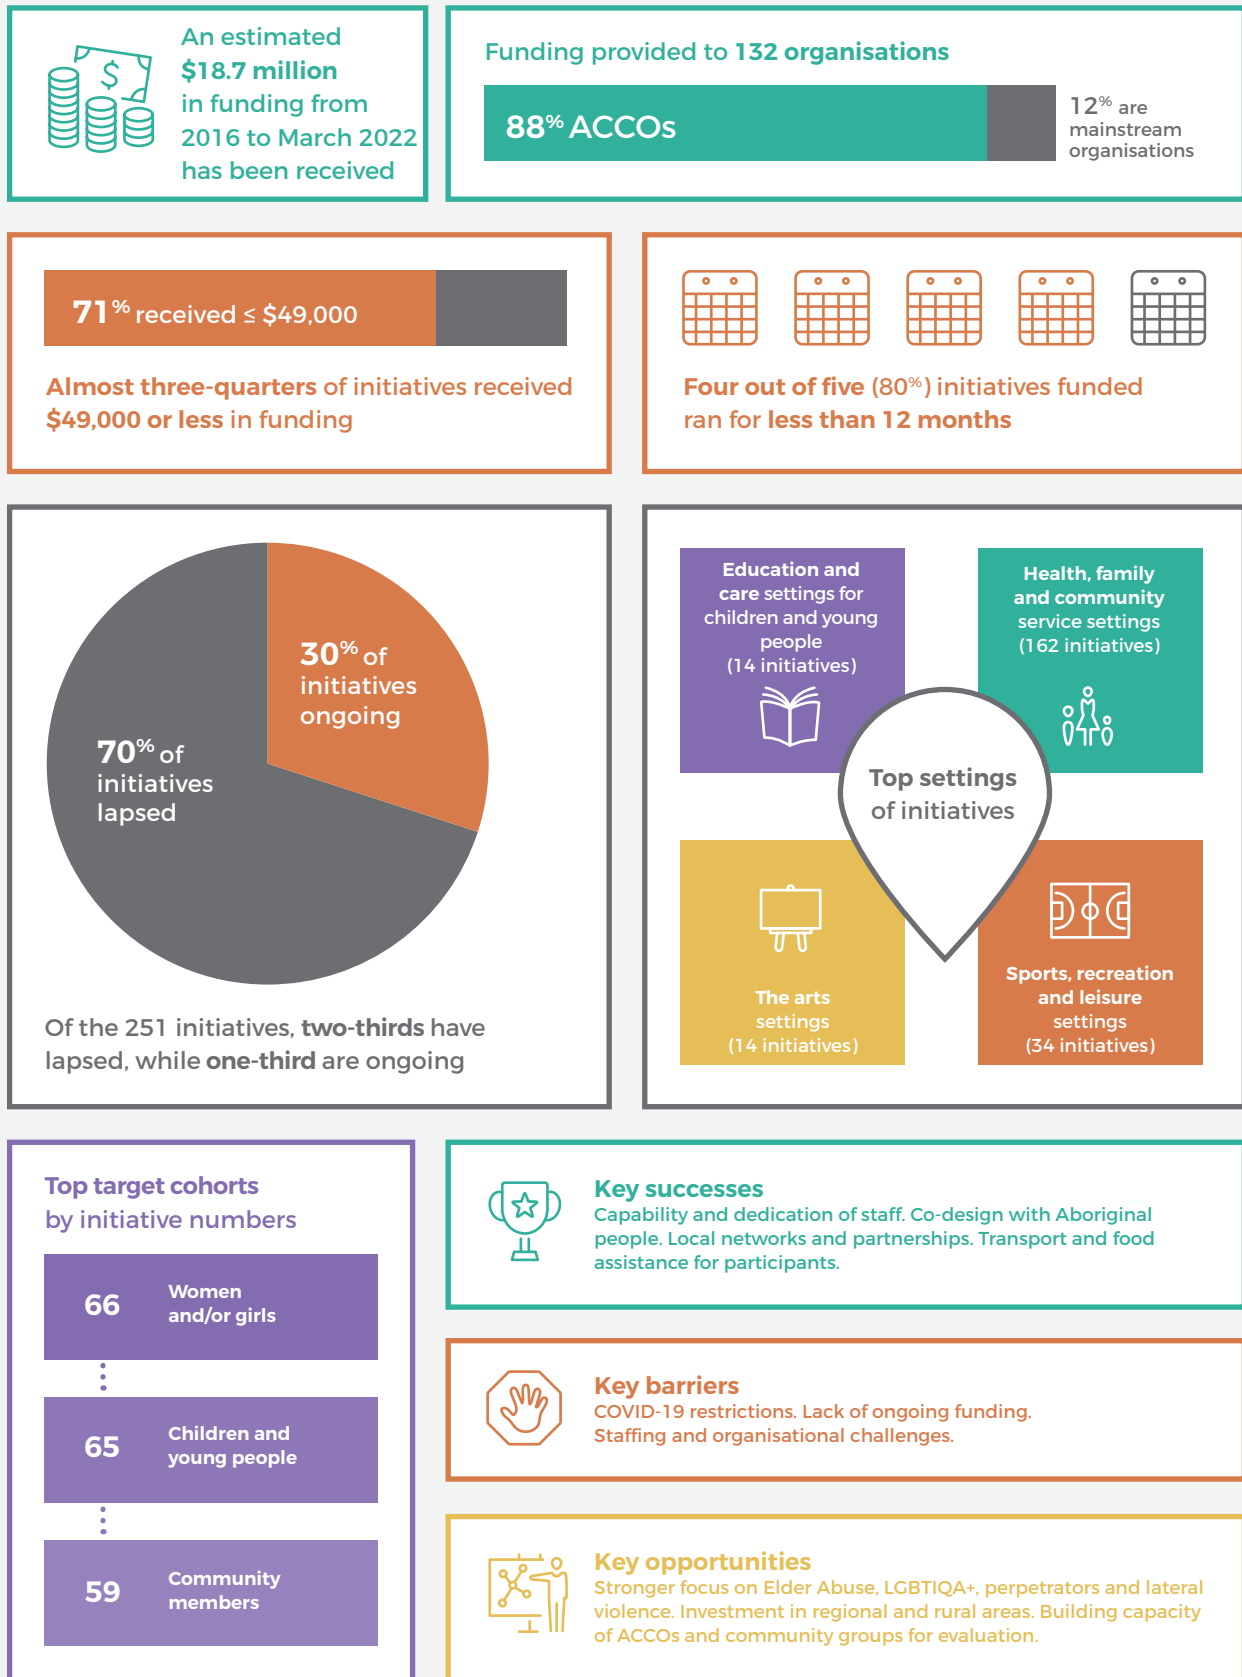 An estimated
$18.7 million
in funding from
2016 to March 2022
has been received
Funding provided to 132 organisations
88% ACCOs
12% are
mainstream
organisations
71% received ≤ $49,000
Almost three-quarters of initiatives received
$49,000 or less in funding
Four out of five (80%) initiatives funded
ran for less than 12 months
30% of
initiatives
ongoing
70% of
initiatives
lapsed
Of the 251 initiatives, two-thirds have
lapsed, while one-third are ongoing
Education and
care settings for
children and young
people
(14 initiatives)
Health, family
and community
service settings
(162 initiatives)
Top settings
of initiatives
The arts
settings
(14 initiatives)
Sports, recreation
and leisure
settings
(34 initiatives)
Top target cohorts
by initiative numbers
66
Women
and/or girls
65
Children and
young people
59
Community
members
Key successes
Capability and dedication of staff. Co-design with Aboriginal
people. Local networks and partnerships. Transport and food
assistance for participants.
Key barriers
COVID-19 restrictions. Lack of ongoing funding.
Staffing and organisational challenges.
Key opportunities
Stronger focus on Elder Abuse, LGBTIQA+, perpetrators and lateral
violence. Investment in regional and rural areas. Building capacity
of ACCOs and community groups for evaluation.